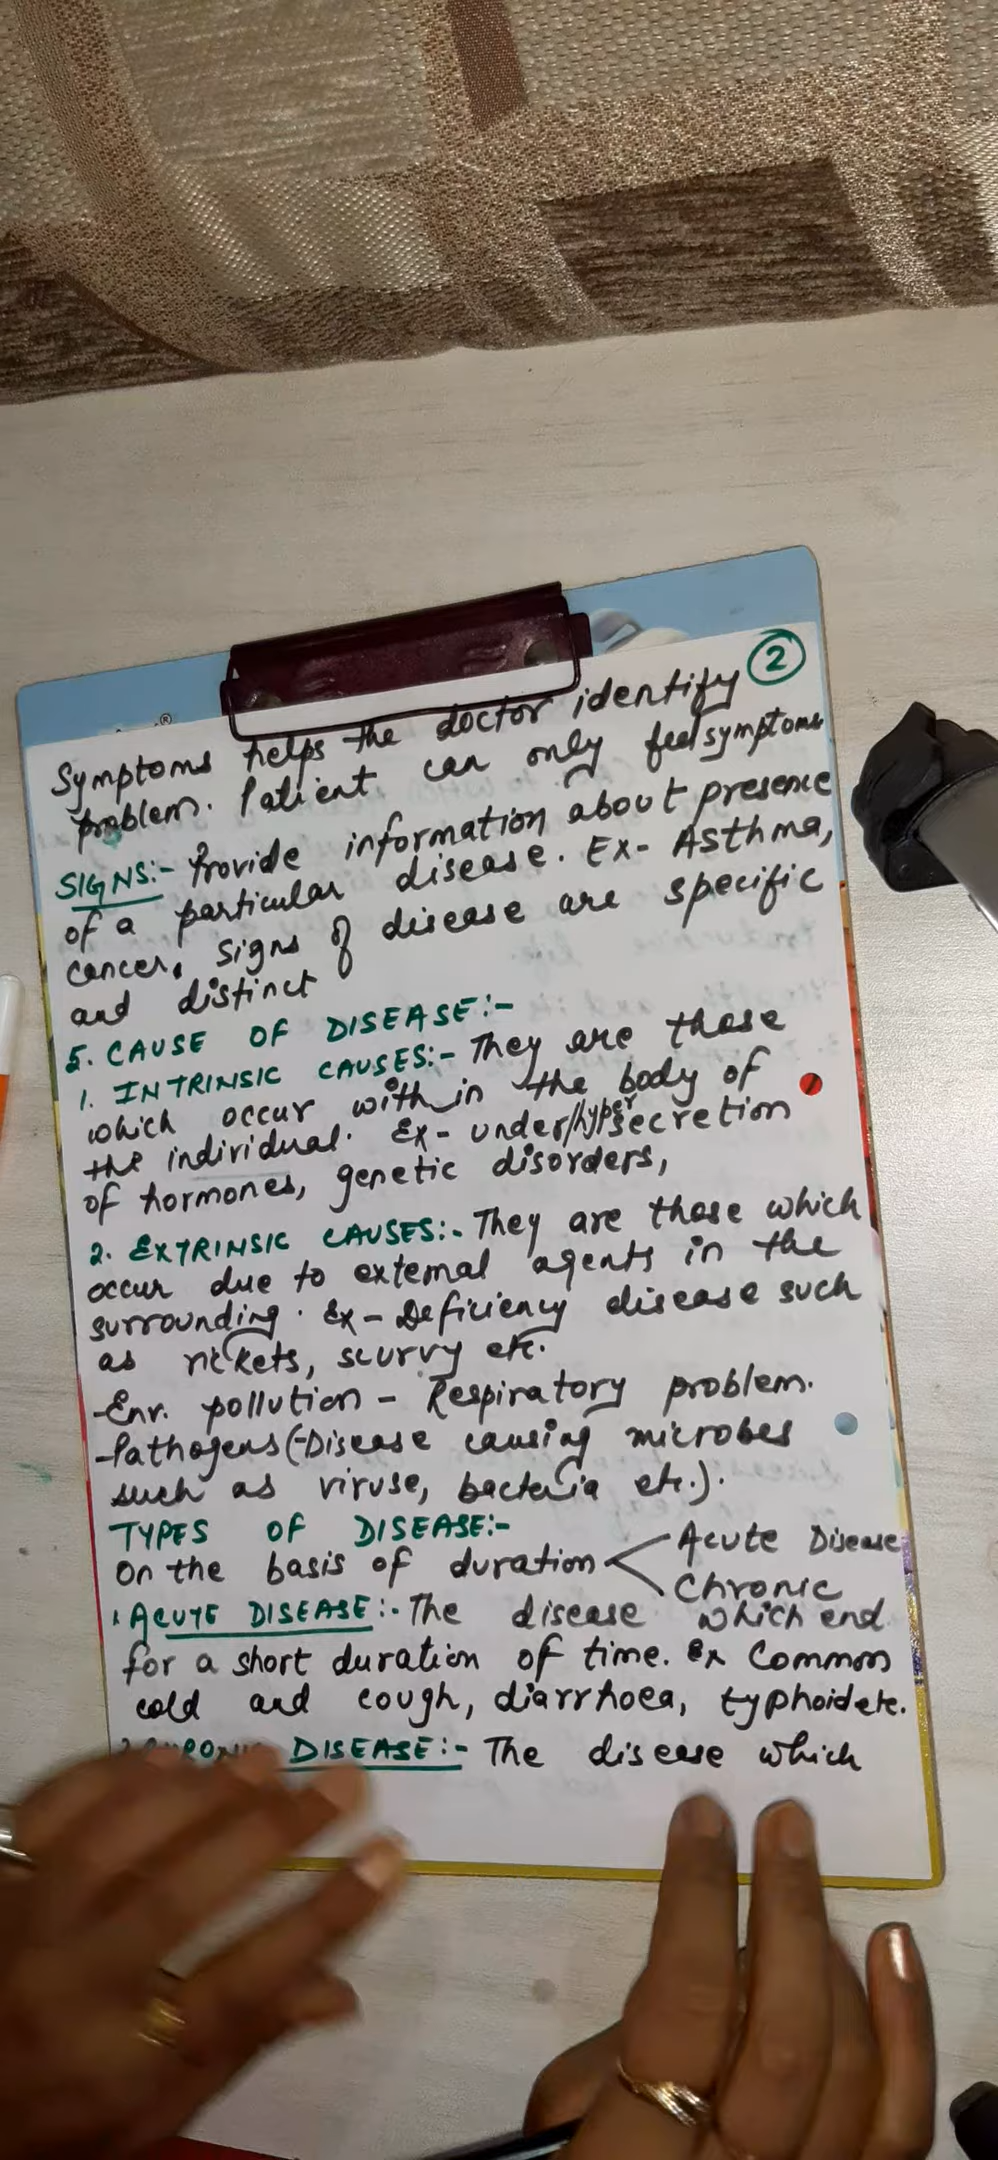 ②
Symptoms helps the doctor identify
problem. Patient can only feel symptoms
SIGNS:- Provide information about presence
of a particular disease. Ex- Asthma,
cancer, signs of disease are specific
and distinct
5. CAUSE OF DISEASE:-
1. INTRINSIC CAUSES:- They are those
which occur within the body of
the individual. Ex- under/hyper secretion
of hormones, genetic disorders,
2. EXTRINSIC CAUSES:- They are those which
occur due to external agents in the
surrounding. Ex- Deficiency disease such
as rickets, scurvy etc.
-Env. pollution - Respiratory problem.
-Pathogens (-Disease causing microbes
such as viruse, bacteria etc.).
TYPES OF DISEASE:-
On the basis of duration < Acute Disease
Chronic
1. ACUTE DISEASE:- The disease which end
for a short duration of time. Ex Common
cold and cough, diarrhoea, typhoid etc.
DISEASE:- The disease which